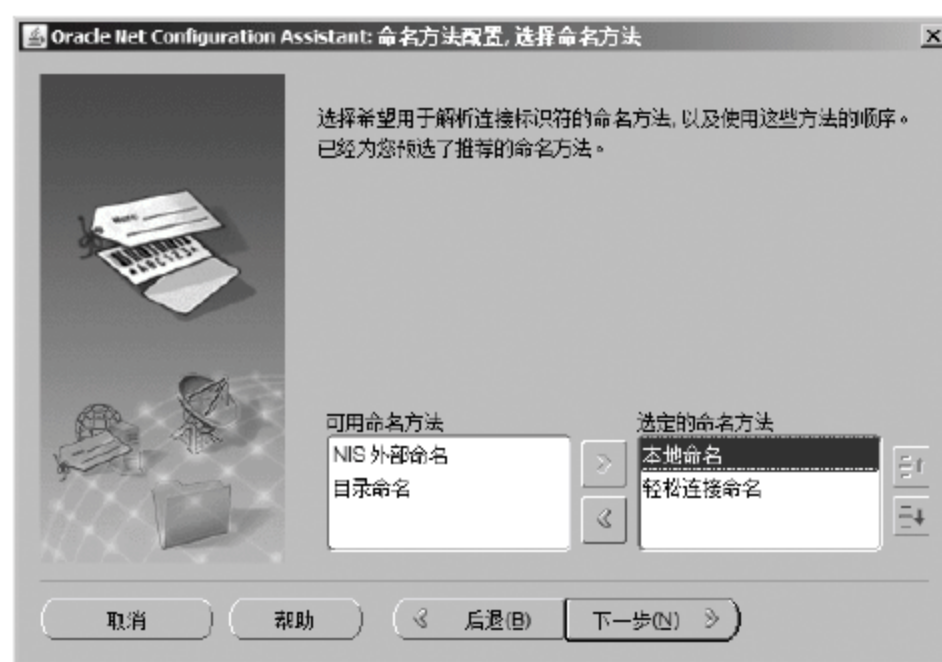 Oracle Net Configuration Assistant: 命名方法配置, 选择命名方法
选择希望用于解析连接标识符的命名方法, 以及使用这些方法的顺序。
已经为您预选了推荐的命名方法。
可用命名方法
NIS 外部命名
目录命名
选定的命名方法
本地命名
轻松连接命名
取消
帮助
后退(B)
下一步(N)